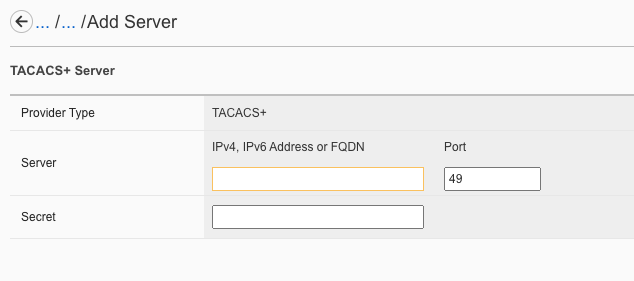 ... /... /Add Server
TACACS+ Server
Provider Type TACACS+
IPv4, IPv6 Address or FQDN Port
Server
49
Secret